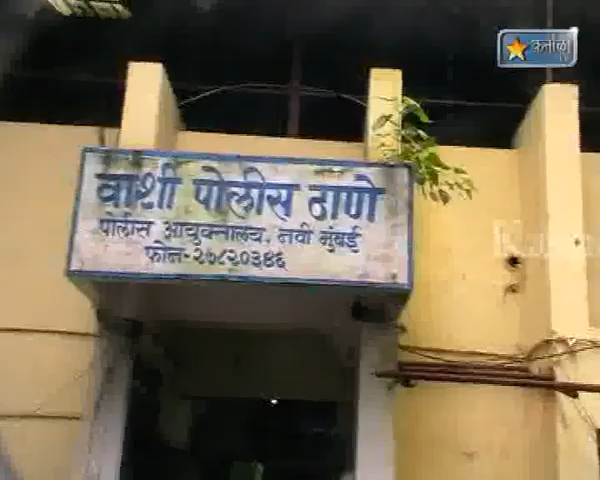 वाशी पोलीस ठाणे
पोलीस आयुक्तालय, नवी मुंबई
फोन-२७८२०३४६